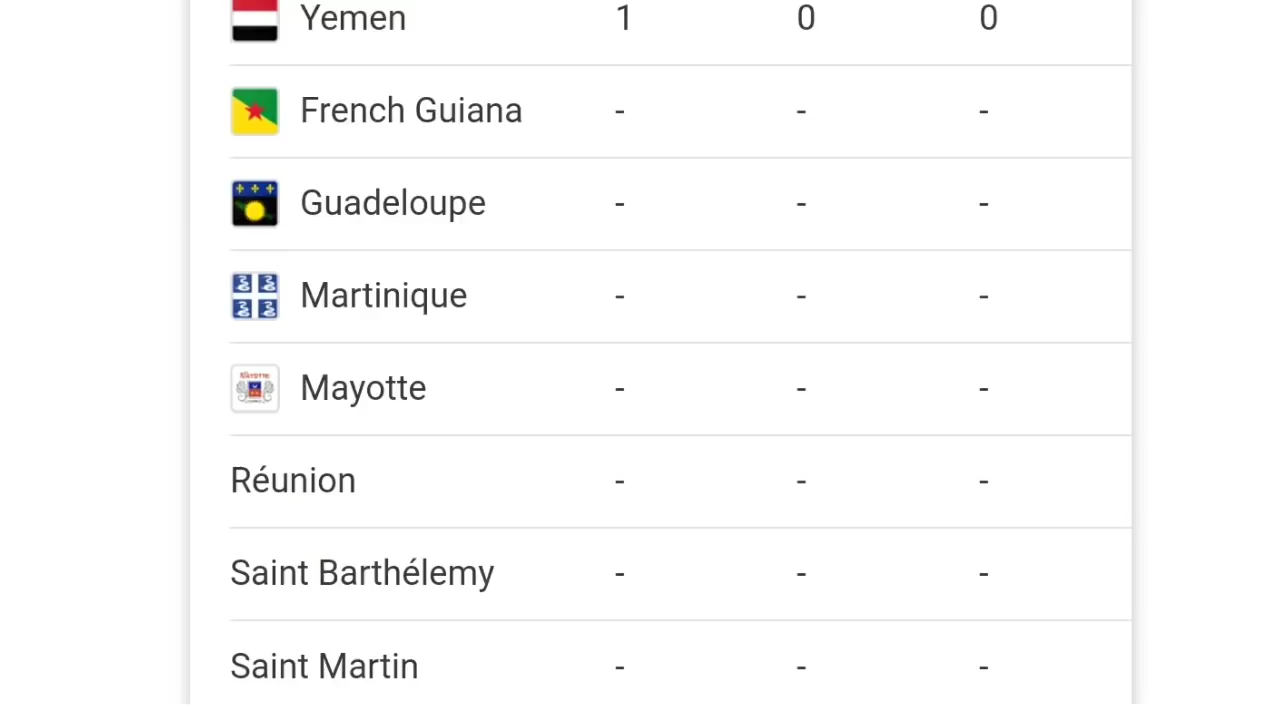 Yemen 1 0 0
French Guiana - - -
Guadeloupe - - -
Martinique - - -
Mayotte - - -
Réunion - - -
Saint Barthélemy - - -
Saint Martin - - -